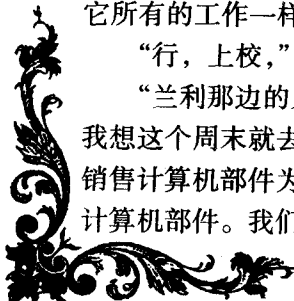 它所有的工作一样
“行，上校，”
“兰利那边的
我想这个周末就去
销售计算机部件为
计算机部件。我们